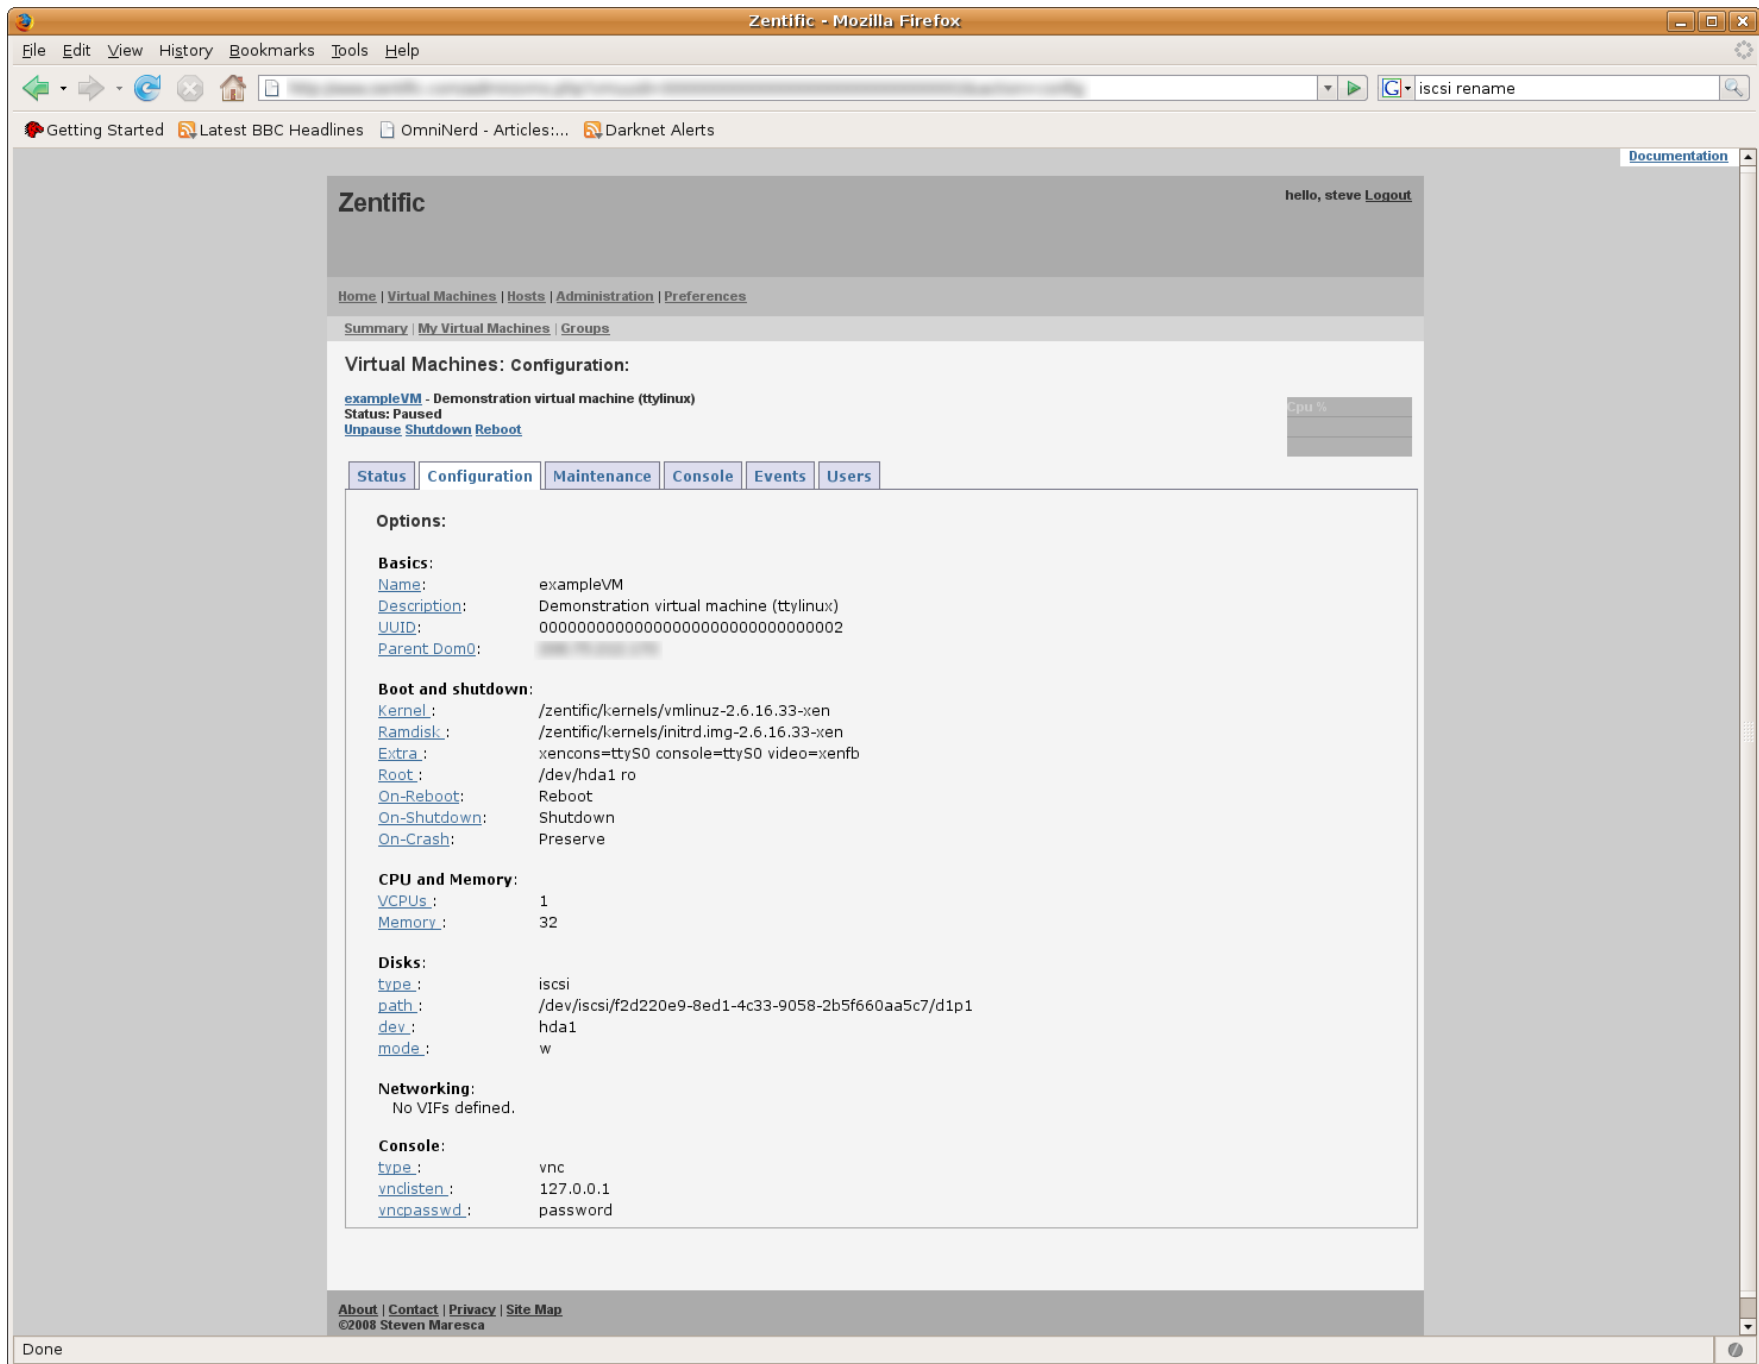 Zentific - Mozilla Firefox
File Edit View History Bookmarks Tools Help
G iscsi rename
Getting Started Latest BBC Headlines OmniNerd - Articles:... Darknet Alerts
Documentation
Zentific
hello, steve Logout
Home | Virtual Machines | Hosts | Administration | Preferences
Summary | My Virtual Machines | Groups
Virtual Machines: Configuration:
exampleVM - Demonstration virtual machine (ttylinux)
Status: Paused
Unpause Shutdown Reboot
Cpu %
Status Configuration Maintenance Console Events Users
Options:
Basics:
Name: exampleVM
Description: Demonstration virtual machine (ttylinux)
UUID: 00000000000000000000000000000002
Parent Dom0:
Boot and shutdown:
Kernel : /zentific/kernels/vmlinuz-2.6.16.33-xen
Ramdisk : /zentific/kernels/initrd.img-2.6.16.33-xen
Extra : xencons=ttyS0 console=ttyS0 video=xenfb
Root : /dev/hda1 ro
On-Reboot: Reboot
On-Shutdown: Shutdown
On-Crash: Preserve
CPU and Memory:
VCPUs : 1
Memory : 32
Disks:
type : iscsi
path : /dev/iscsi/f2d220e9-8ed1-4c33-9058-2b5f660aa5c7/d1p1
dev : hda1
mode : w
Networking:
No VIFs defined.
Console:
type : vnc
vnclisten : 127.0.0.1
vncpasswd : password
About | Contact | Privacy | Site Map
©2008 Steven Maresca
Done